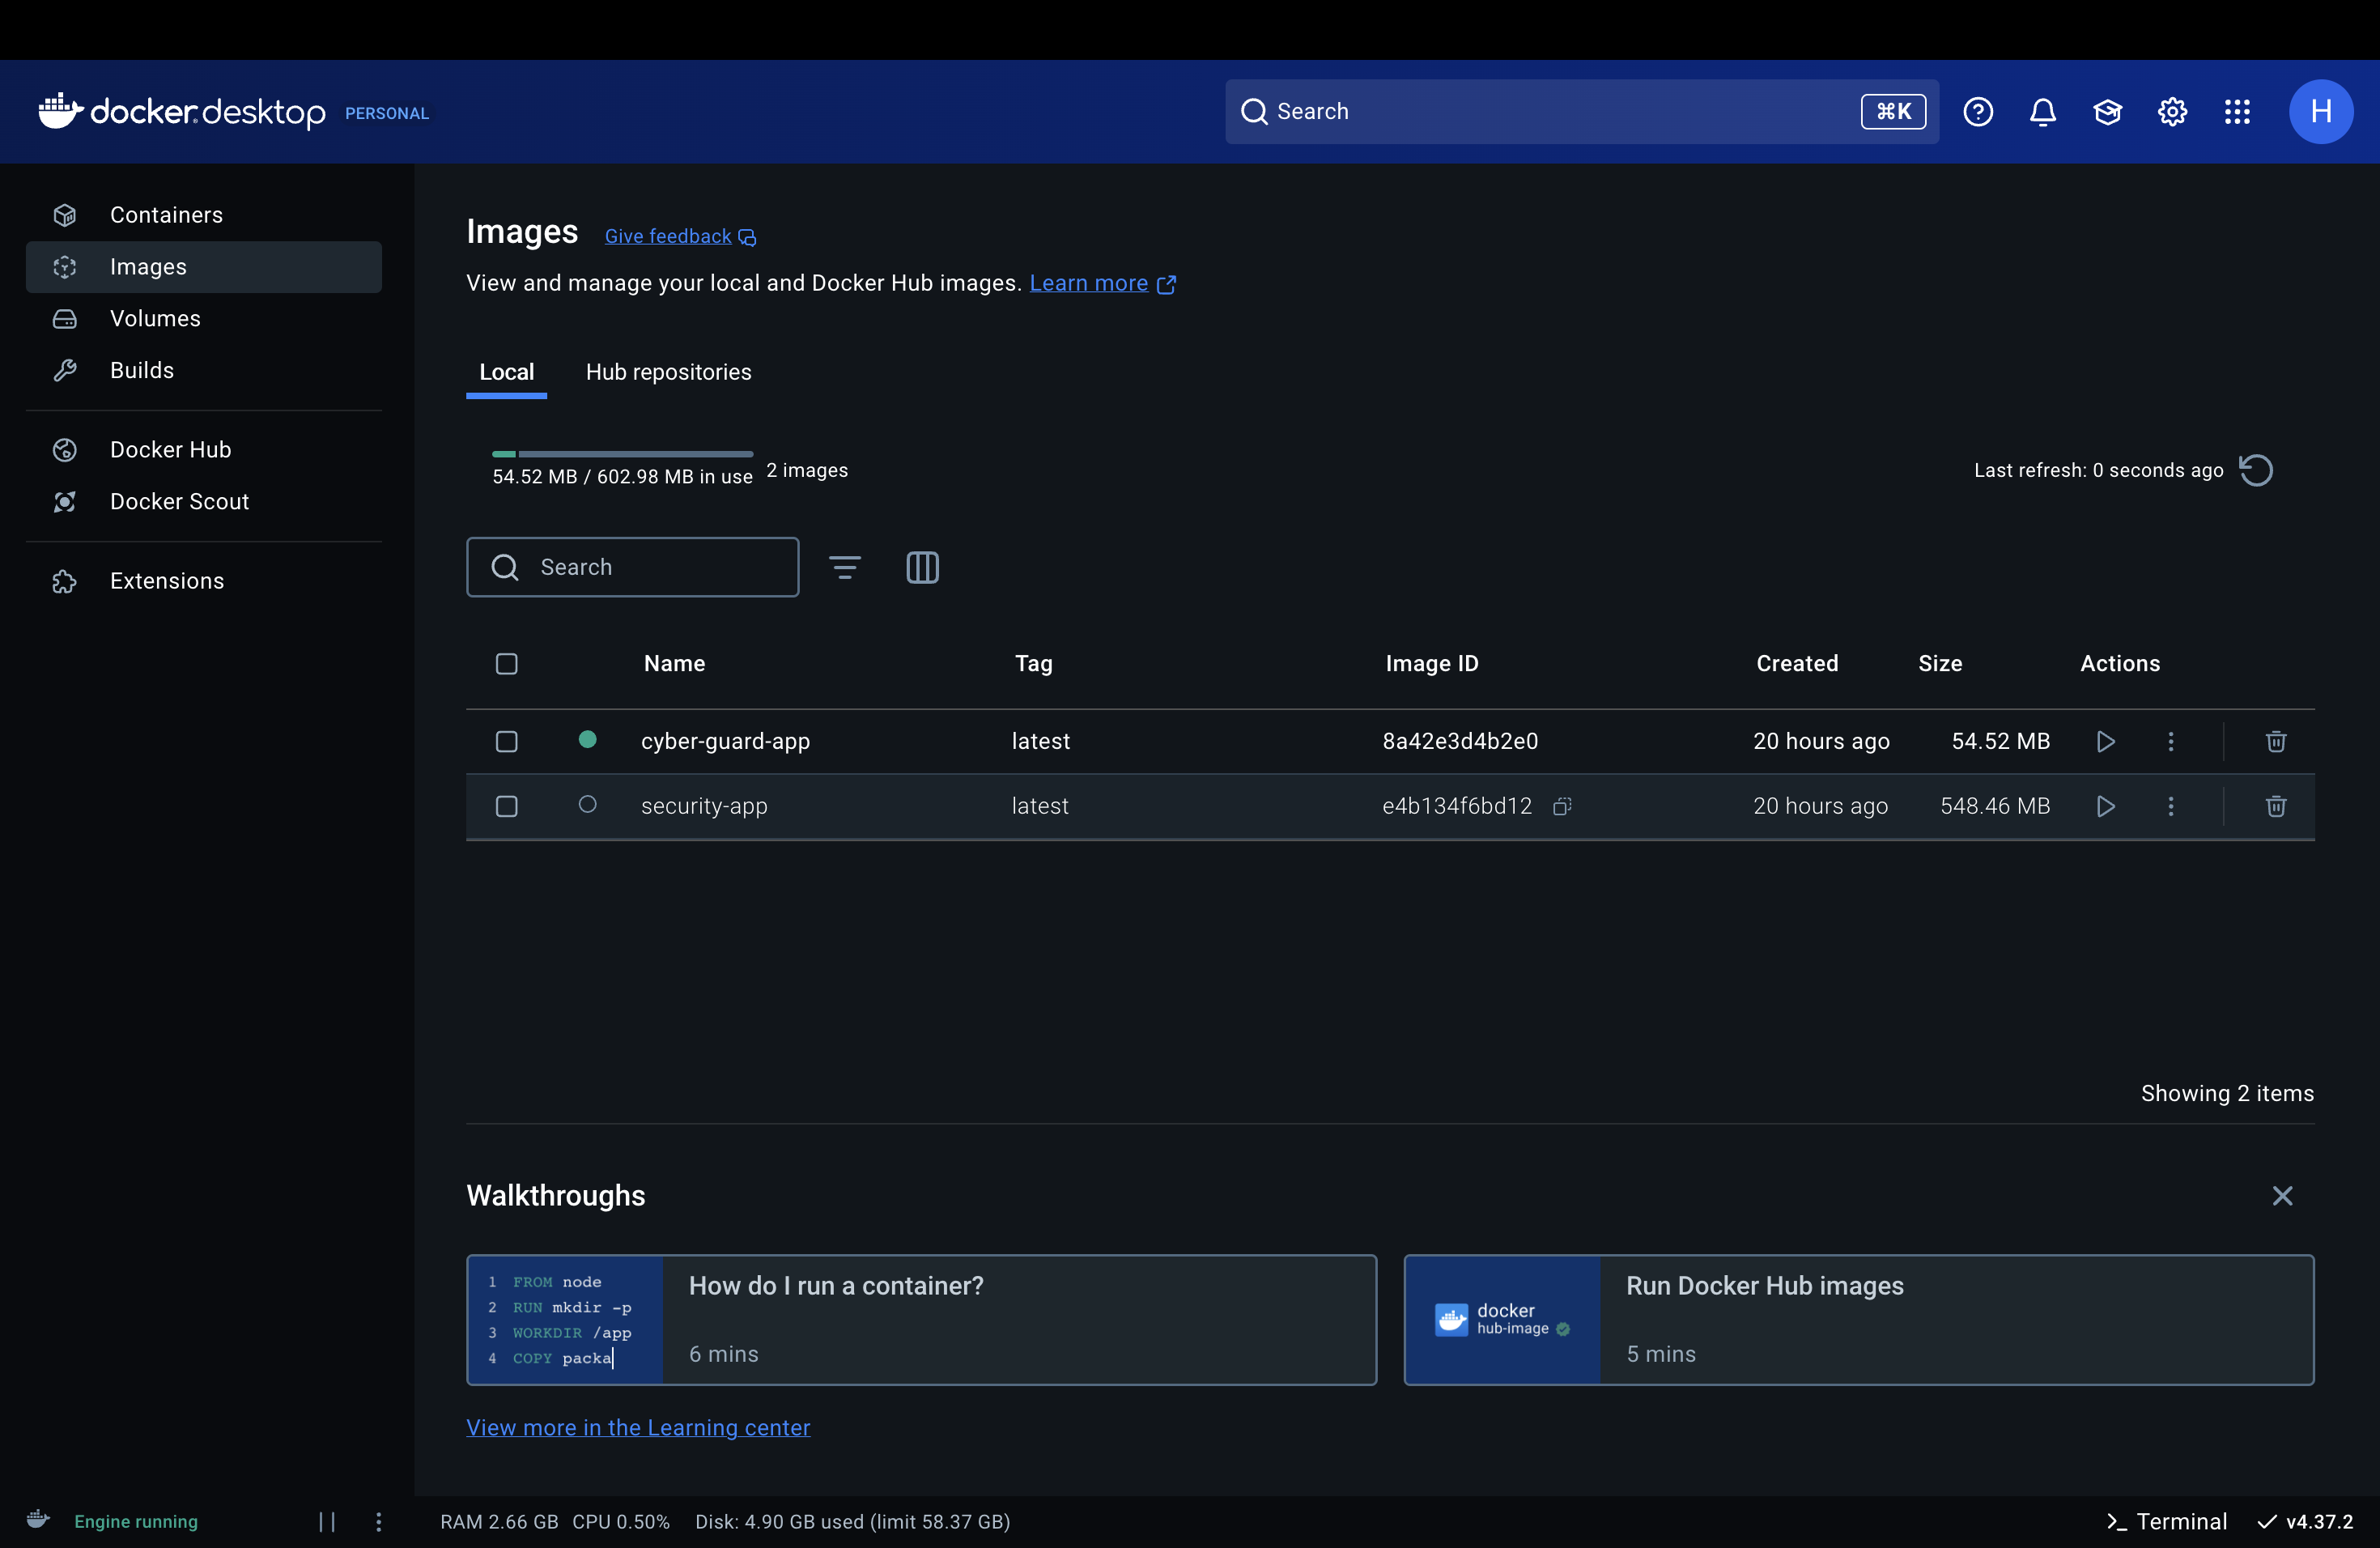 docker.desktop PERSONAL
Search ⌘K
H
Containers
Images
Volumes
Builds
Docker Hub
Docker Scout
Extensions
Images Give feedback
View and manage your local and Docker Hub images. Learn more
Local Hub repositories
54.52 MB / 602.98 MB in use 2 images
Last refresh: 0 seconds ago
Search
Name Tag Image ID Created Size Actions
cyber-guard-app latest 8a42e3d4b2e0 20 hours ago 54.52 MB
security-app latest e4b134f6bd12 20 hours ago 548.46 MB
Showing 2 items
Walkthroughs
1 FROM node
2 RUN mkdir -p
3 WORKDIR /app
4 COPY packa
How do I run a container?
6 mins
docker
hub-image
Run Docker Hub images
5 mins
View more in the Learning center
Engine running
RAM 2.66 GB CPU 0.50% Disk: 4.90 GB used (limit 58.37 GB)
Terminal v4.37.2